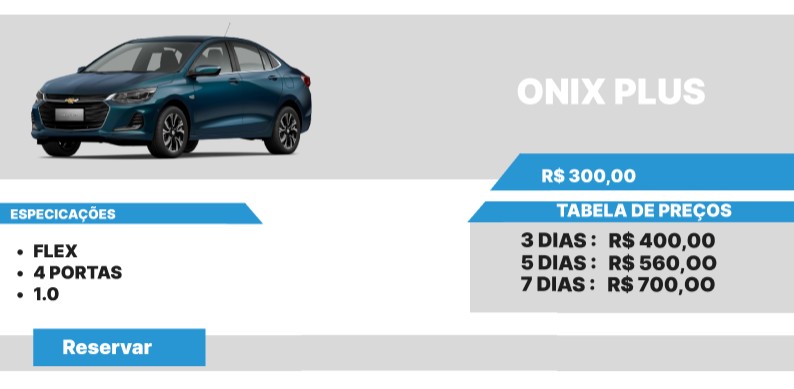 ONIX PLUS
R$ 300,00
ESPECICAÇÕES
TABELA DE PREÇOS
• FLEX
• 4 PORTAS
• 1.0
3 DIAS : R$ 400,00
5 DIAS : R$ 560,00
7 DIAS : R$ 700,00
Reservar